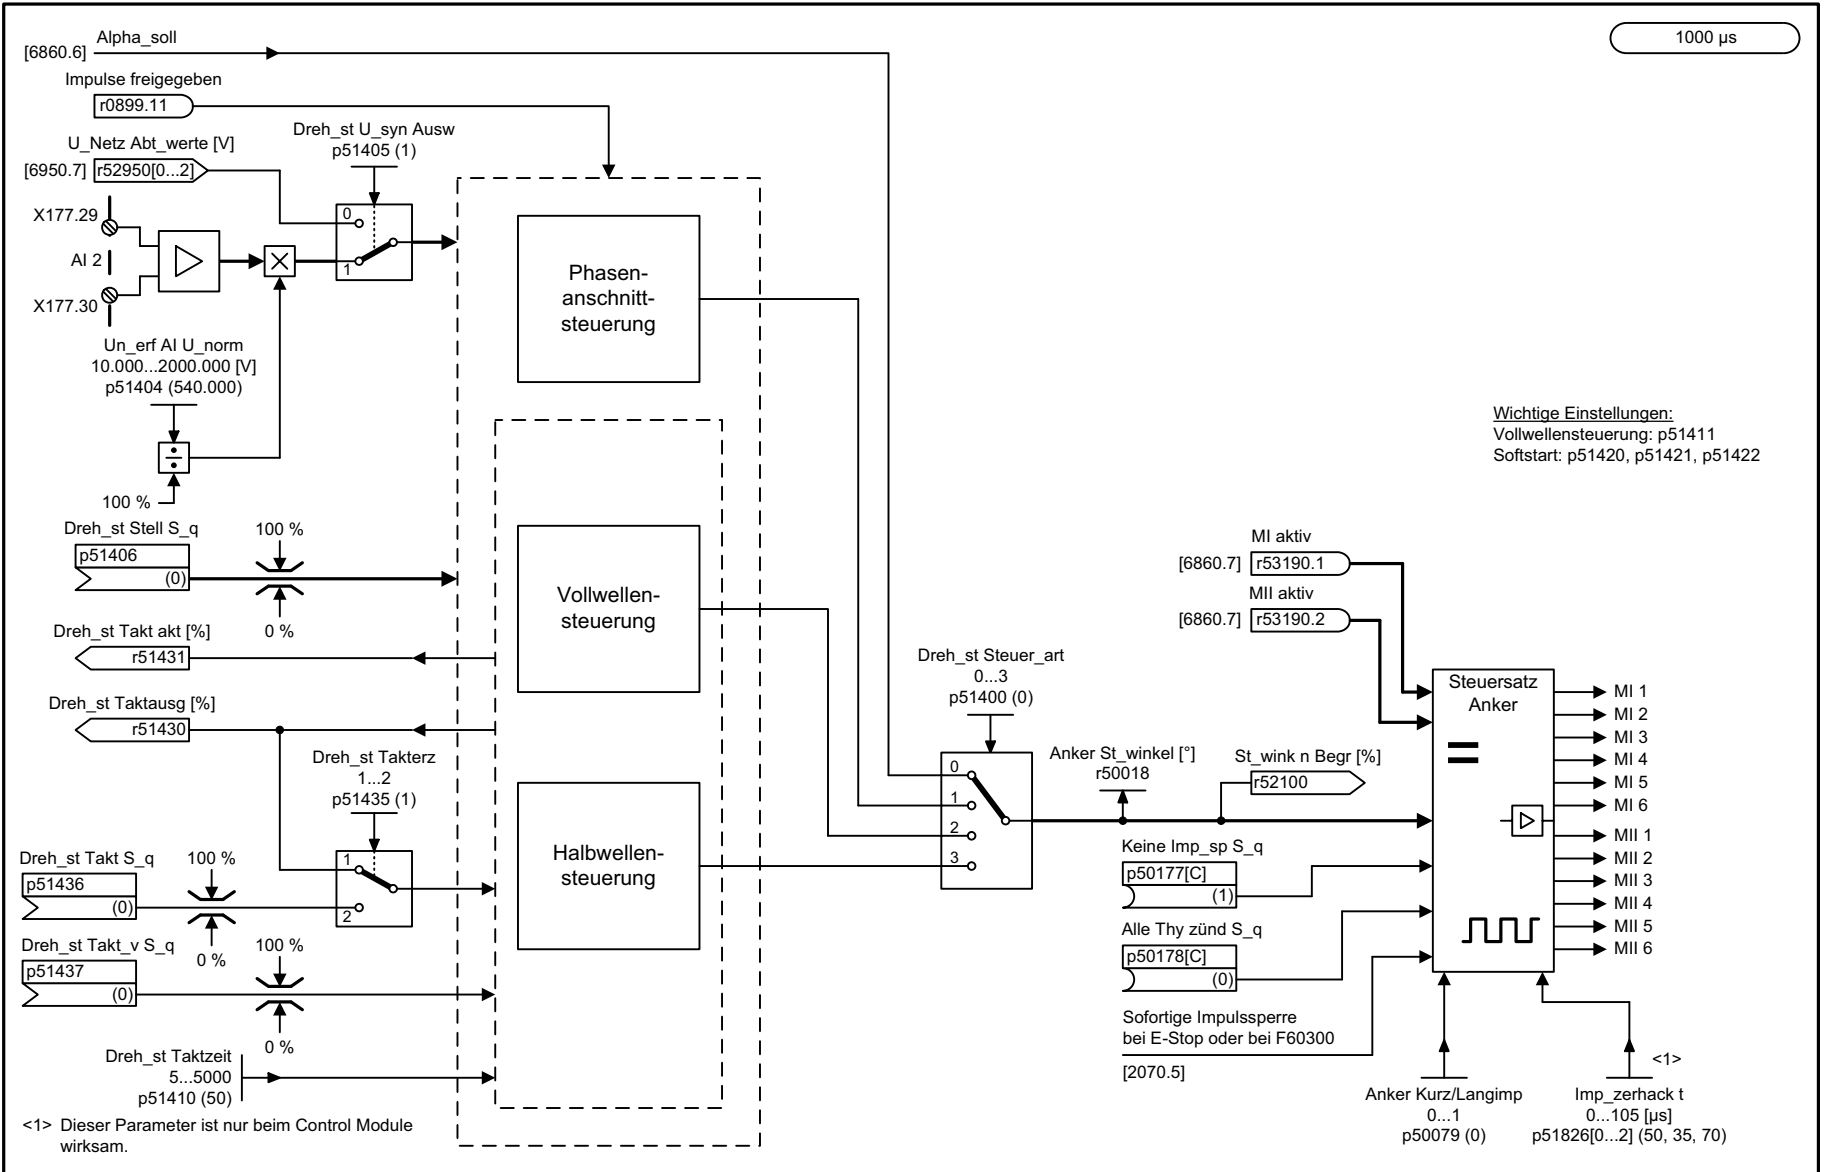 Alpha_soll
[6860.6]
1000 µs
Impulse freigegeben
r0899.11
U_Netz Abt_werte [V]
[6950.7] r52950[0...2]
Dreh_st U_syn Ausw
p51405 (1)
0
1
X177.29
AI 2
X177.30
Un_erf AI U_norm
10.000...2000.000 [V]
p51404 (540.000)
100 %
Phasen-
anschnitt-
steuerung
Wichtige Einstellungen:
Vollwellensteuerung: p51411
Softstart: p51420, p51421, p51422
Dreh_st Stell S_q
p51406
(0)
100 %
0 %
Vollwellen-
steuerung
Dreh_st Takt akt [%]
r51431
Dreh_st Taktausg [%]
r51430
Dreh_st Takterz
1...2
p51435 (1)
1
2
Dreh_st Takt S_q
p51436
(0)
100 %
0 %
Dreh_st Takt_v S_q
p51437
(0)
100 %
0 %
Halbwellen-
steuerung
Dreh_st Taktzeit
5...5000
p51410 (50)
<1> Dieser Parameter ist nur beim Control Module
wirksam.
Dreh_st Steuer_art
0...3
p51400 (0)
0
1
2
3
Anker St_winkel [°]
r50018
St_wink n Begr [%]
r52100
MI aktiv
[6860.7] r53190.1
MII aktiv
[6860.7] r53190.2
Keine Imp_sp S_q
p50177[C]
(1)
Alle Thy zünd S_q
p50178[C]
(0)
Sofortige Impulssperre
bei E-Stop oder bei F60300
[2070.5]
Steuersatz
Anker
MI 1
MI 2
MI 3
MI 4
MI 5
MI 6
MII 1
MII 2
MII 3
MII 4
MII 5
MII 6
Anker Kurz/Langimp
0...1
p50079 (0)
<1>
Imp_zerhack t
0...105 [µs]
p51826[0...2] (50, 35, 70)